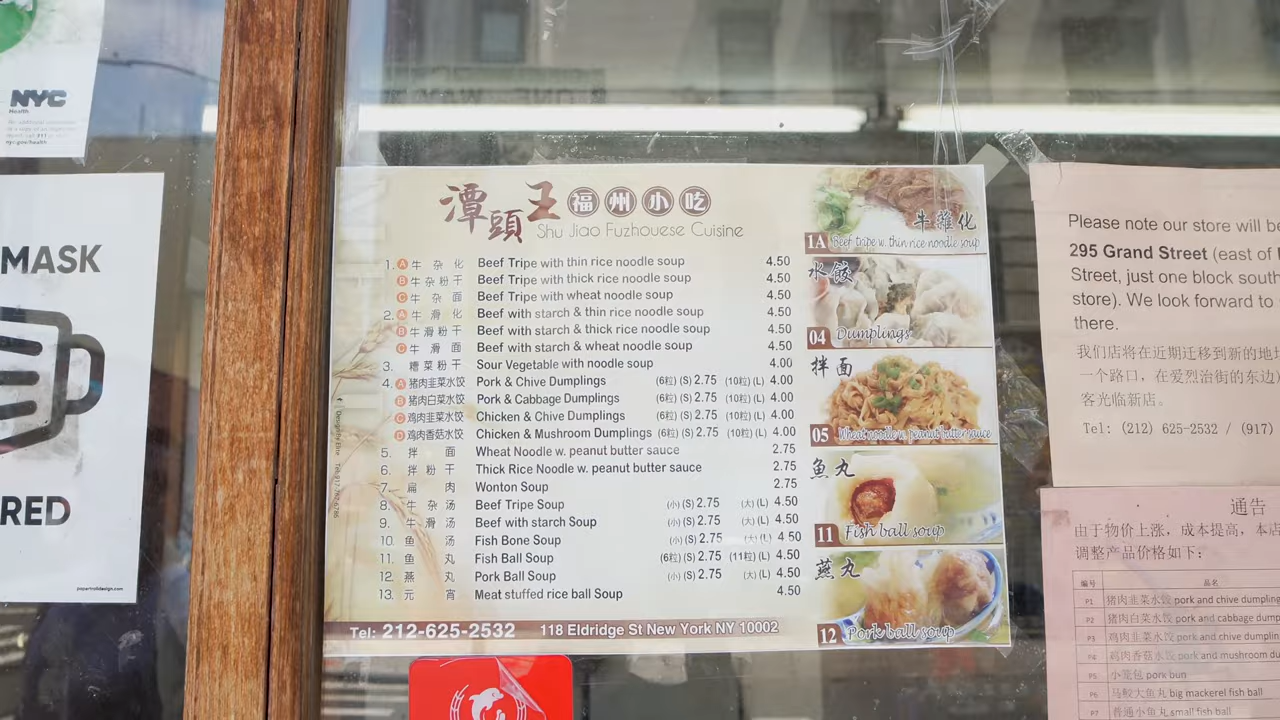 NYC
Health
nyc.gov/health
MASK
RED
papertrailldesign.com
潭頭王 福州小吃
Shu Jiao Fuzhouese Cuisine
1. A 牛杂化 Beef Tripe with thin rice noodle soup 4.50
B 牛杂粉干 Beef Tripe with thick rice noodle soup 4.50
C 牛杂面 Beef Tripe with wheat noodle soup 4.50
2. A 牛滑化 Beef with starch & thin rice noodle soup 4.50
B 牛滑粉干 Beef with starch & thick rice noodle soup 4.50
C 牛滑面 Beef with starch & wheat noodle soup 4.50
3. 糟菜粉干 Sour Vegetable with noodle soup 4.00
4. A 猪肉韭菜水饺 Pork & Chive Dumplings (6粒) (S) 2.75 (10粒) (L) 4.00
B 猪肉白菜水饺 Pork & Cabbage Dumplings (6粒) (S) 2.75 (10粒) (L) 4.00
C 鸡肉韭菜水饺 Chicken & Chive Dumplings (6粒) (S) 2.75 (10粒) (L) 4.00
D 鸡肉香菇水饺 Chicken & Mushroom Dumplings (6粒) (S) 2.75 (10粒) (L) 4.00
5. 拌面 Wheat Noodle w. peanut butter sauce 2.75
6. 拌粉干 Thick Rice Noodle w. peanut butter sauce 2.75
7. 扁肉 Wonton Soup 2.75
8. 牛杂汤 Beef Tripe Soup (小) (S) 2.75 (大) (L) 4.50
9. 牛滑汤 Beef with starch Soup (小) (S) 2.75 (大) (L) 4.50
10. 鱼汤 Fish Bone Soup (小) (S) 2.75 (大) (L) 4.50
11. 鱼丸 Fish Ball Soup (6粒) (S) 2.75 (11粒) (L) 4.50
12. 燕丸 Pork Ball Soup (小) (S) 2.75 (大) (L) 4.50
13. 元宵 Meat stuffed rice ball Soup 4.50
Tel: 212-625-2532 118 Eldridge St New York NY 10002
牛雜化
1A Beef tripe w. thin rice noodle soup
水餃
04 Dumplings
拌面
05 Wheat noodle w. peanut butter sauce
魚丸
11 Fish ball soup
燕丸
12 Pork ball soup
Please note our store will be
295 Grand Street (east of
Street, just one block south
store). We look forward to
there.
我们店将在近期迁移到新的地址
一个路口，在爱烈治街的东边)
客光临新店。
Tel: (212) 625-2532 / (917)
通告
由于物价上涨，成本提高，本店
调整产品价格如下:
编号 品名
P1 猪肉韭菜水饺 pork and chive dumpling
P2 猪肉白菜水饺 pork and cabbage dump
P3 鸡肉韭菜水饺 pork and chive dumplin
P4 鸡肉香菇水饺 pork and mushroom du
P5 小笼包 pork bun
P6 马鲛大鱼丸 big mackerel fish ball
P7 普通小鱼丸 small fish ball